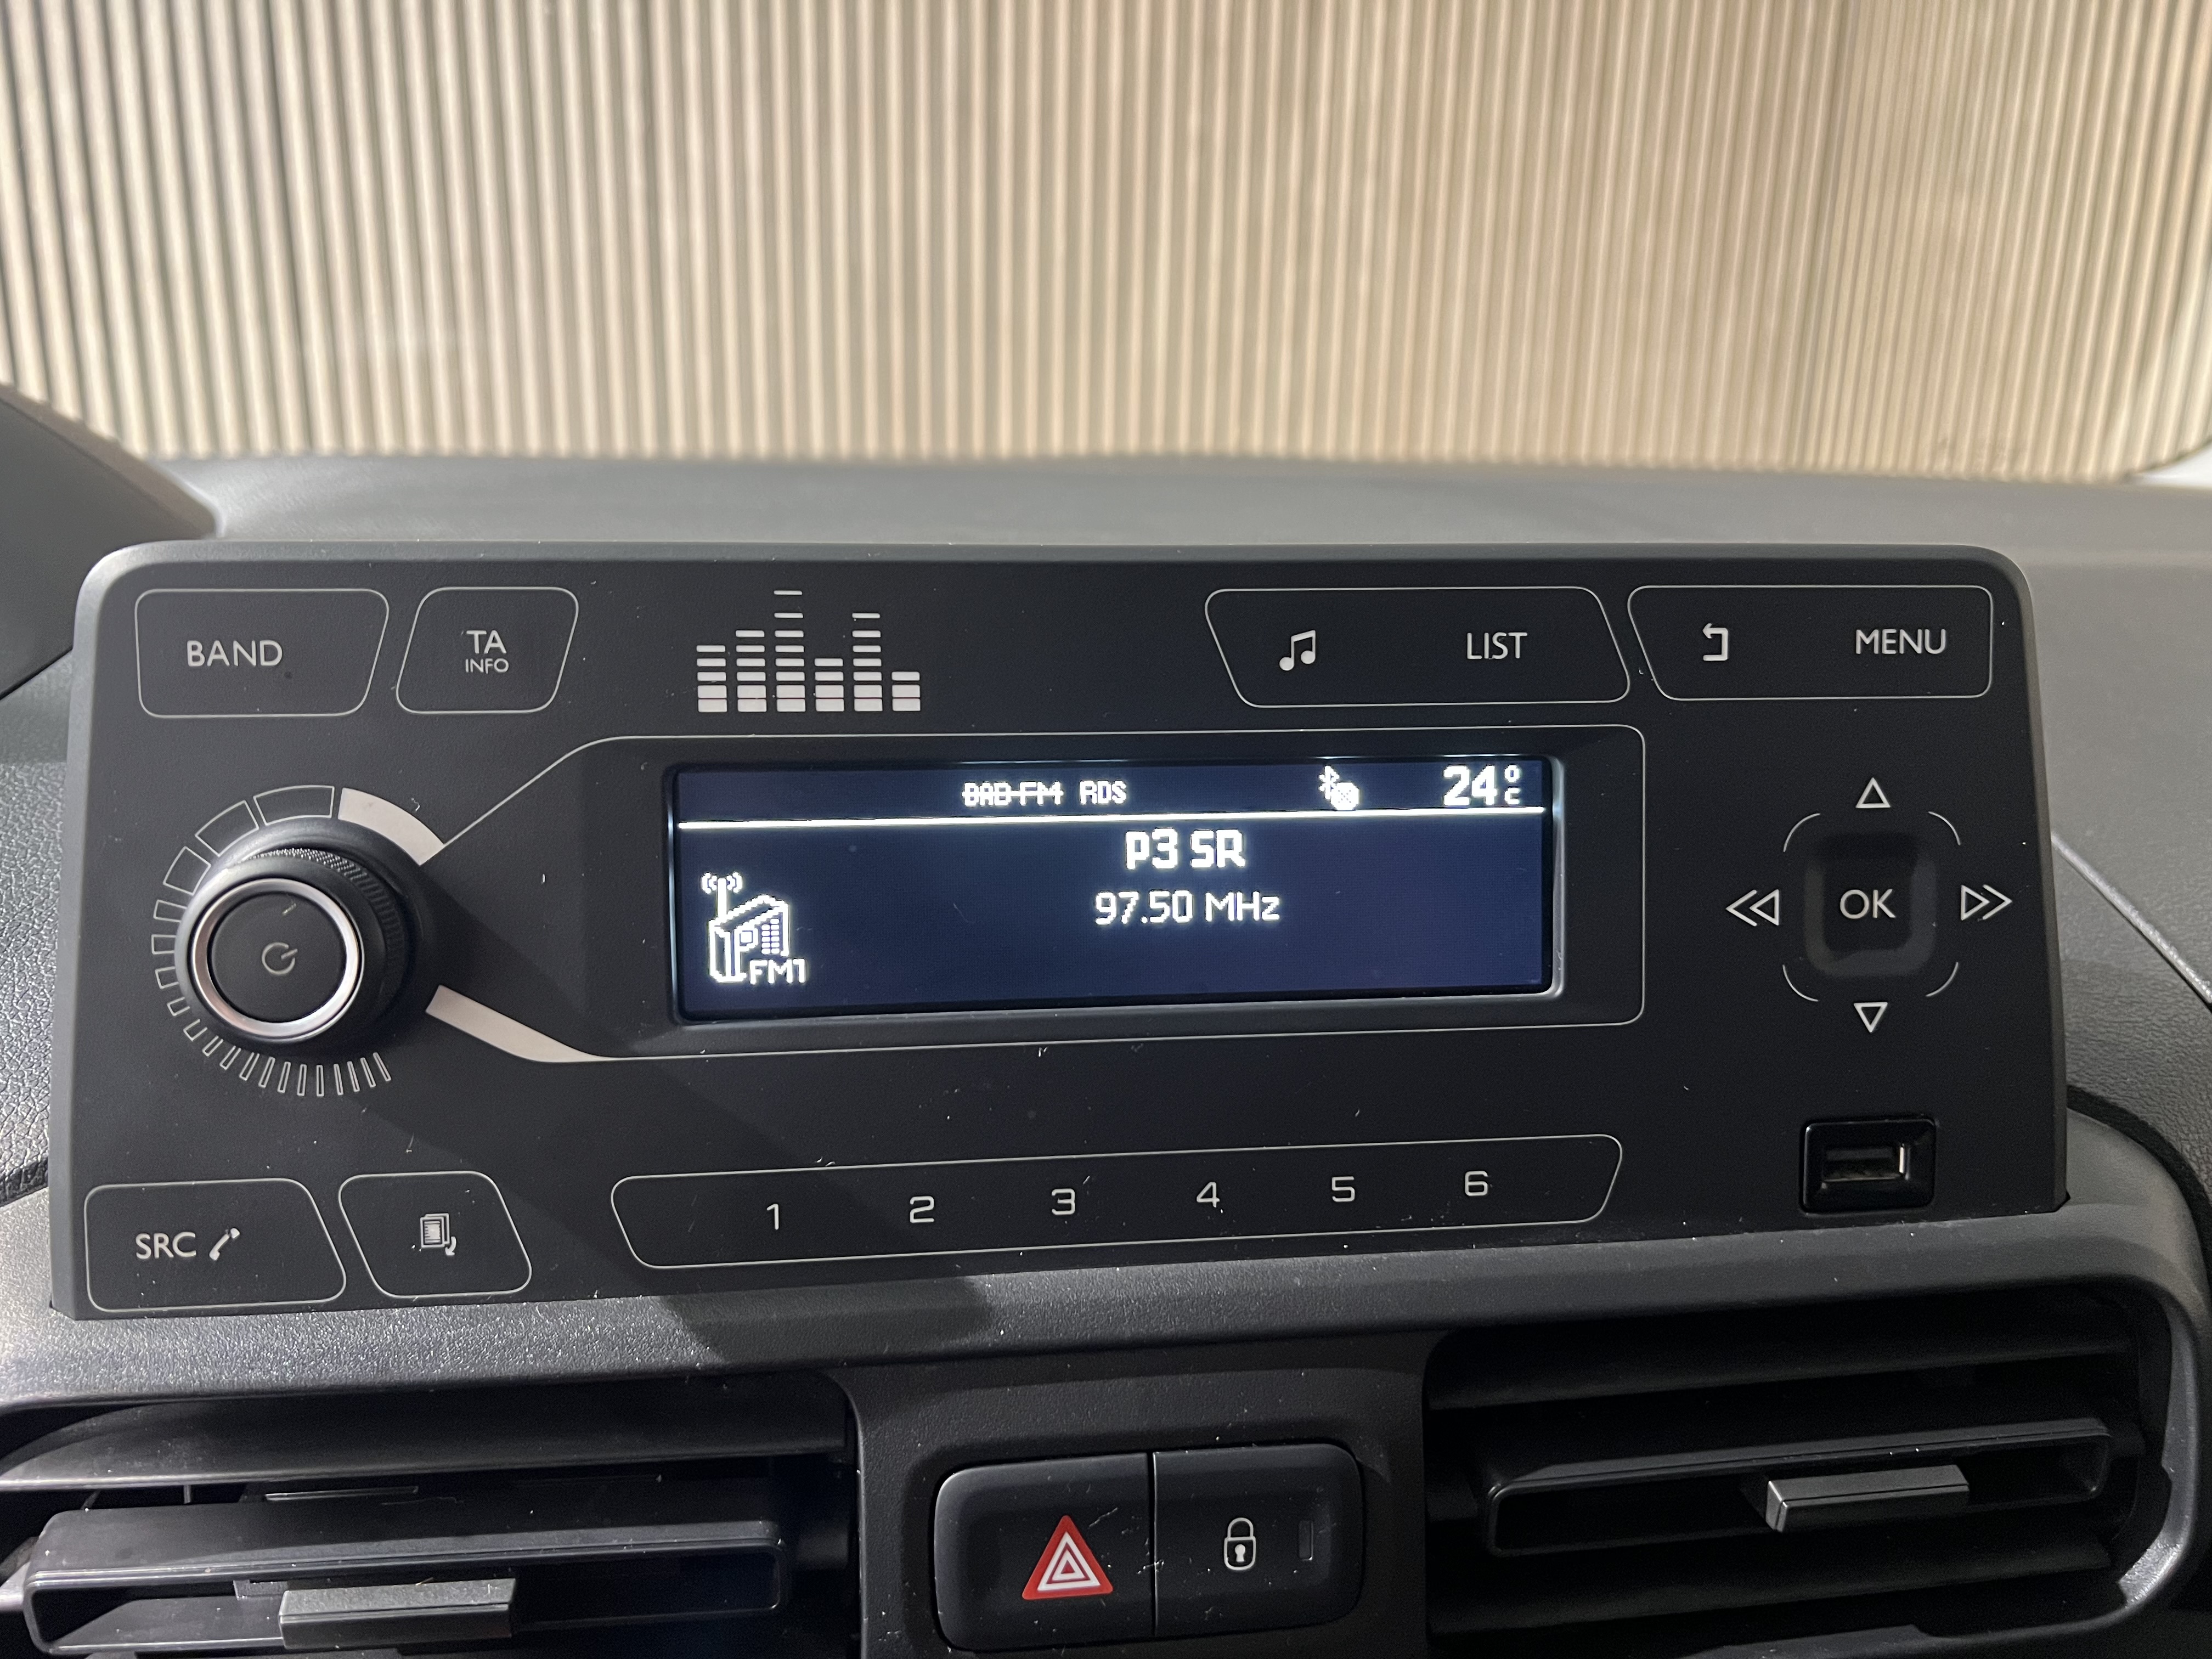 BAND
TA
INFO
LIST
MENU
DAB-FM RDS
24°C
P3 SR
97.50 MHz
FM1
OK
SRC
1 2 3 4 5 6